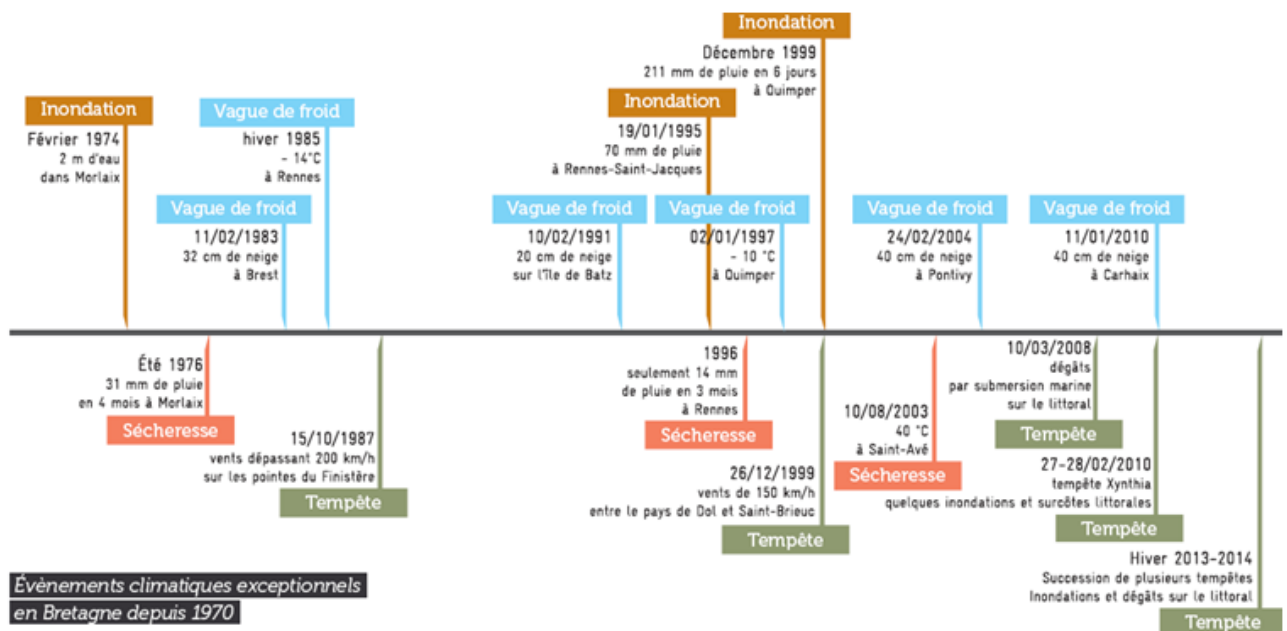 Inondation
Décembre 1999
211 mm de pluie en 6 jours
à Quimper
Inondation
Février 1974
2 m d'eau
dans Morlaix
Vague de froid
hiver 1985
- 14°C
à Rennes
Inondation
19/01/1995
70 mm de pluie
à Rennes-Saint-Jacques
Vague de froid
11/02/1983
32 cm de neige
à Brest
Vague de froid
10/02/1991
20 cm de neige
sur l'île de Batz
Vague de froid
02/01/1997
- 10 °C
à Quimper
Vague de froid
24/02/2004
40 cm de neige
à Pontivy
Vague de froid
11/01/2010
40 cm de neige
à Carhaix
Été 1976
31 mm de pluie
en 4 mois à Morlaix
Sécheresse
15/10/1987
vents dépassant 200 km/h
sur les pointes du Finistère
Tempête
1996
seulement 14 mm
de pluie en 3 mois
à Rennes
Sécheresse
26/12/1999
vents de 150 km/h
entre le pays de Dol et Saint-Brieuc
Tempête
10/08/2003
40 °C
à Saint-Avé
Sécheresse
10/03/2008
dégâts
par submersion marine
sur le littoral
Tempête
27-28/02/2010
tempête Xynthia
quelques inondations et surcôtes littorales
Tempête
Hiver 2013-2014
Succession de plusieurs tempêtes
Inondations et dégâts sur le littoral
Tempête
Évènements climatiques exceptionnels
en Bretagne depuis 1970